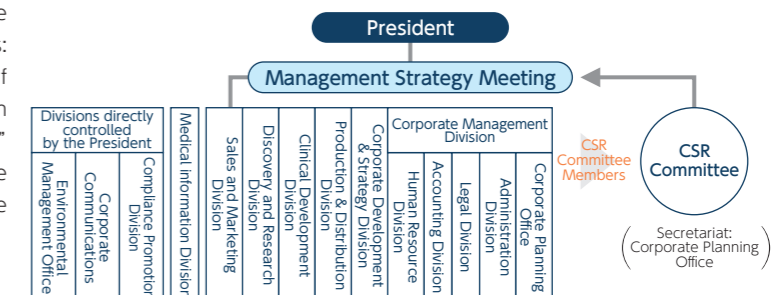 e
s:
f
n
"
e
e
President
Management Strategy Meeting
Divisions directly
controlled
by the President
Environmental
Management Office
Corporate
Communications
Compliance Promotion
Division
Medical information Division
Sales and Marketing
Division
Discovery and Research
Division
Clinical Development
Division
Production & Distribution
Division
Corporate Development
& Strategy Division
Corporate Management
Division
Human Resource
Division
Accounting Division
Legal Division
Administration
Division
Corporate Planning
Office
CSR
Committee
Members
CSR
Committee
(Secretariat:
Corporate Planning
Office)